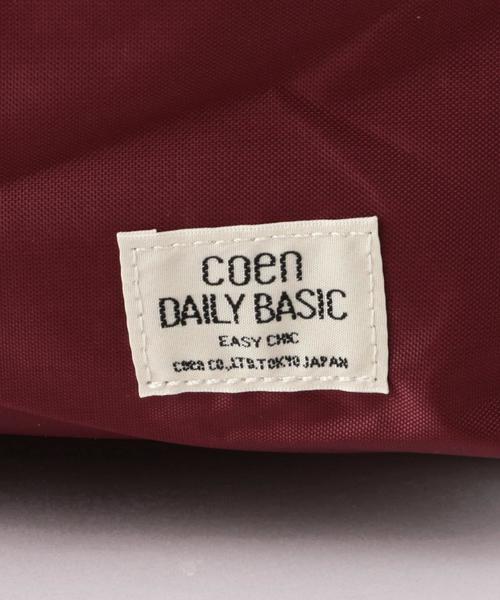 coen
DAILY BASIC
EASY CHIC
coen CO.,LTD.TOKYO JAPAN